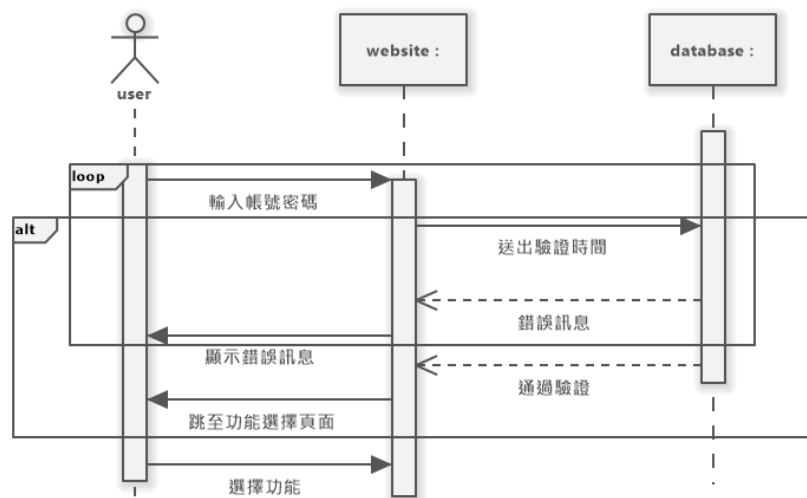 user
website :
database :
loop
輸入帳號密碼
alt
送出驗證時間
錯誤訊息
顯示錯誤訊息
通過驗證
跳至功能選擇頁面
選擇功能